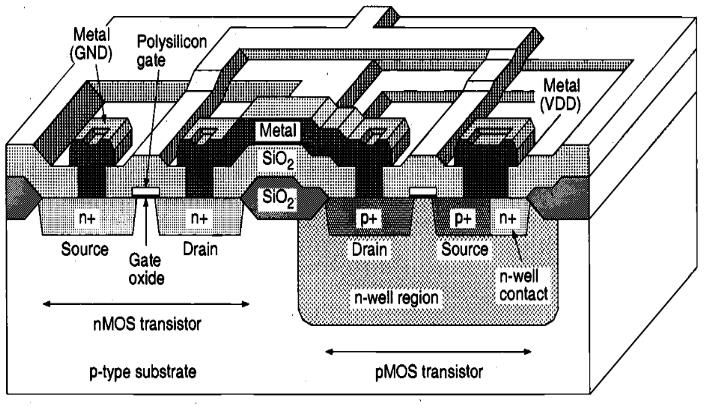 Metal
(GND)
Polysilicon
gate
Metal
(VDD)
Metal
SiO2
SiO2
n+
n+
p+
p+
n+
Source
Gate
oxide
Drain
Drain
Source
n-well
contact
n-well region
nMOS transistor
p-type substrate
pMOS transistor